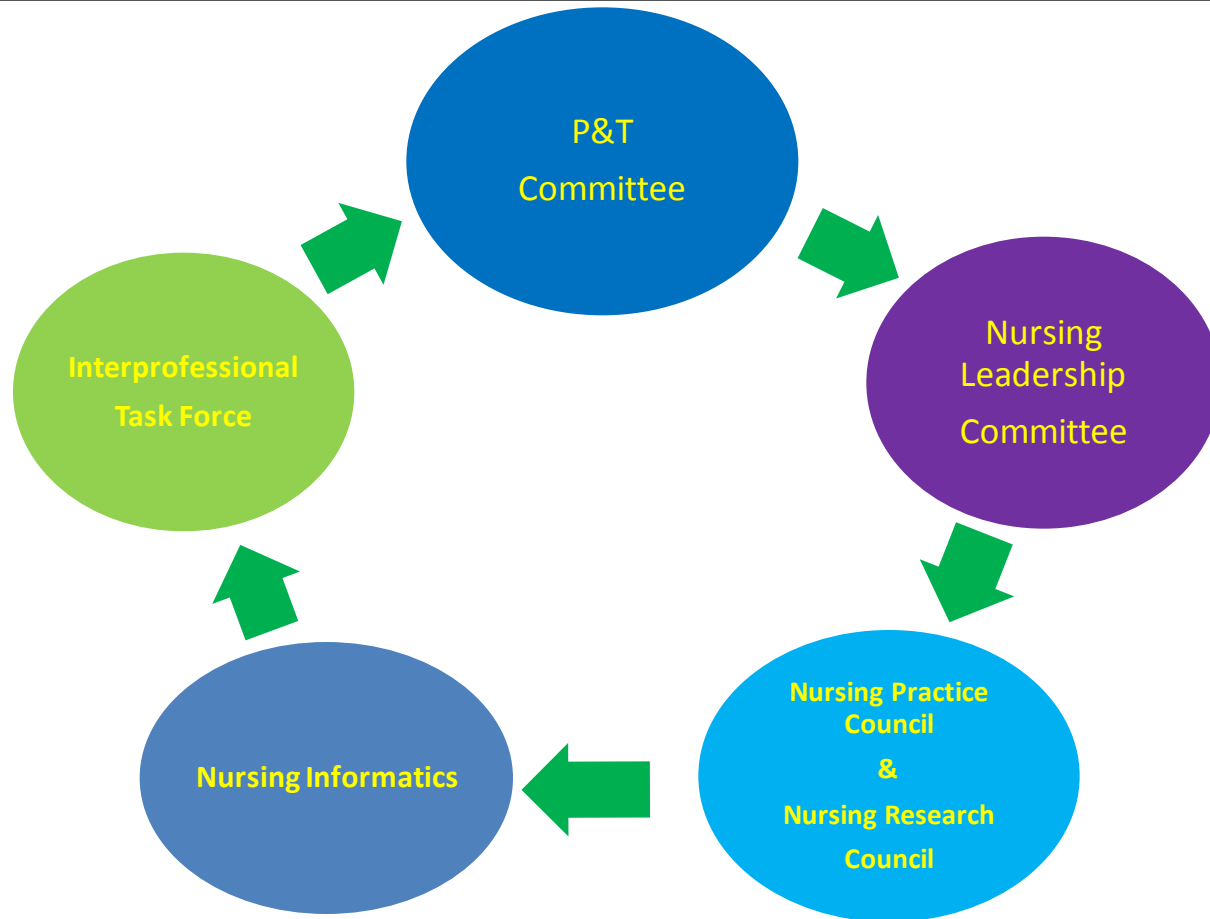 P&T
Committee
Nursing
Leadership
Committee
Nursing Practice
Council
&
Nursing Research
Council
Nursing Informatics
Interprofessional
Task Force